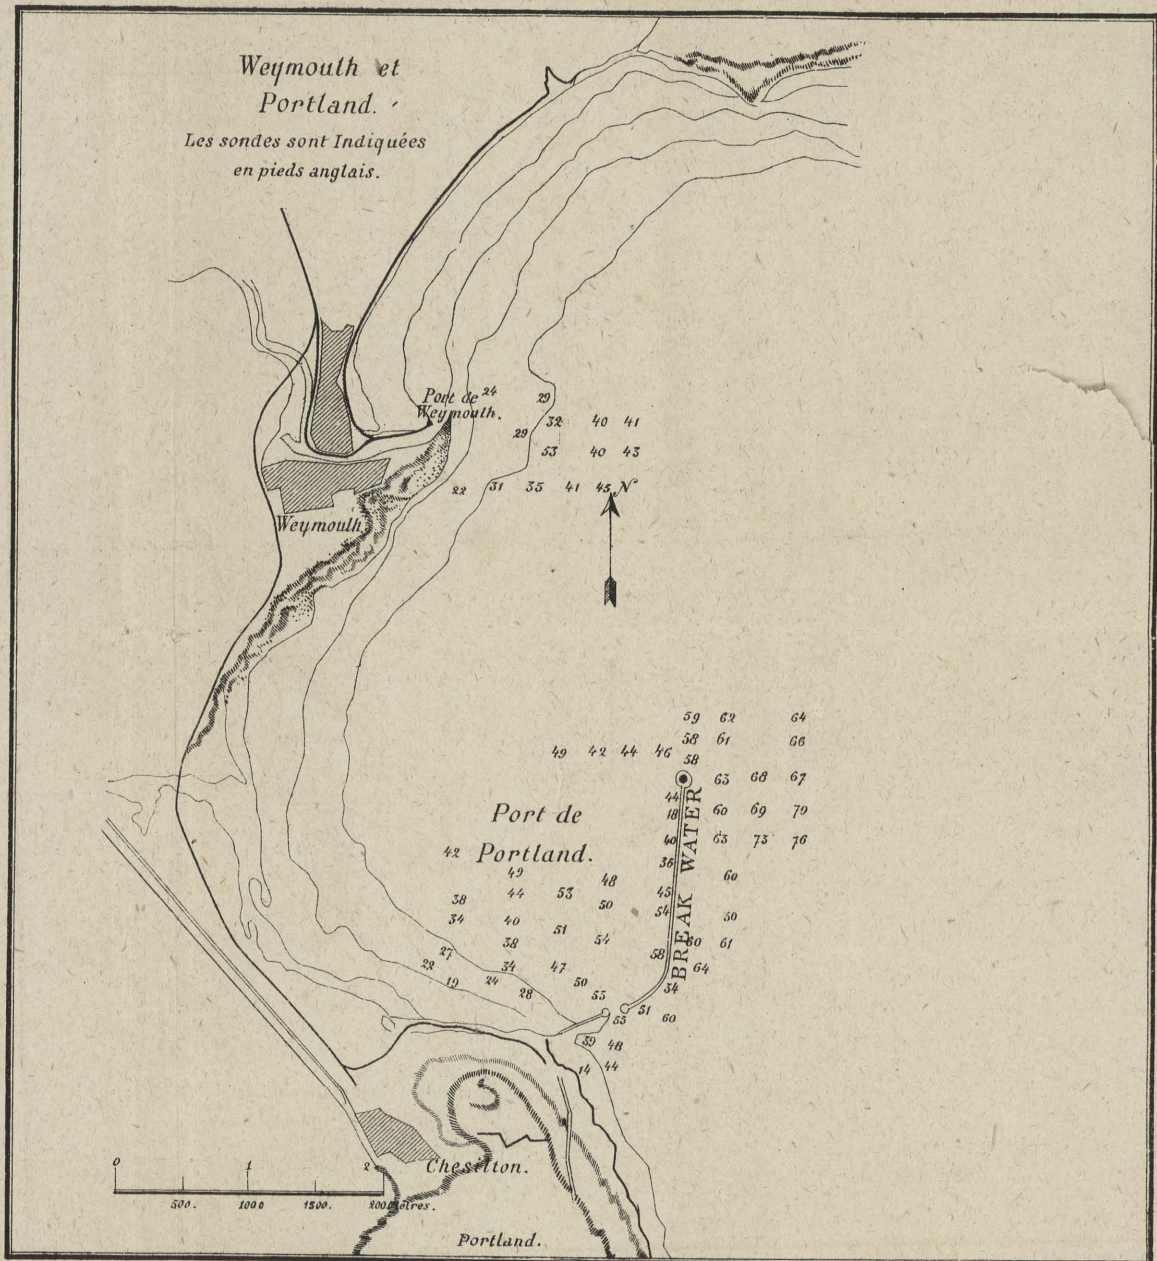 Weymouth et
Portland.
Les sondes sont Indiquées
en pieds anglais.
Port de 24
Weymouth.
29
32 40 41
29
53 40 43
22 31 35 41 45 N
Weymouth
59 62 64
58 61 66
49 42 44 46
58
63 68 67
44
18 60 69 70
Port de
Portland.
BREAK WATER
40 63 73 76
42
36
49 48 60
38 44 53 45
50 54
34 40 50
51
38 54 60 61
27 58
22 34 47 64
19 24 50 34
28 53
51
53 60
39 48
14 44
0 1 2
500. 1000 1500. 2000 Mètres.
Chesilton.
Portland.